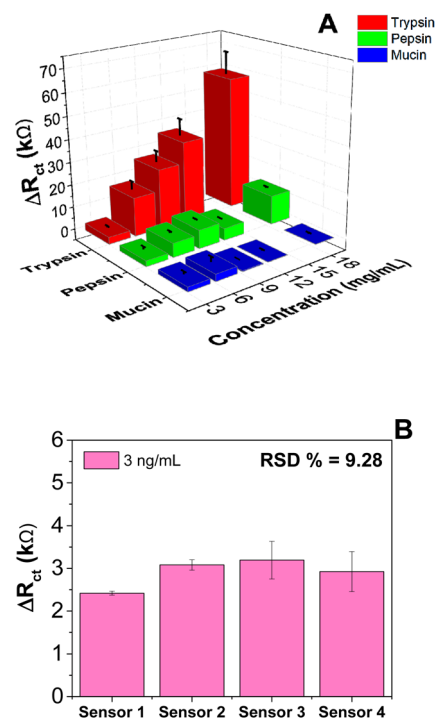 A
Trypsin
Pepsin
Mucin
70
60
50
40
30
20
10
0
ΔRct (kΩ)
Trypsin
Pepsin
Mucin
3
6
9
12
15
18
Concentration (mg/mL)
B
6
5
4
3
2
1
0
ΔRct (kΩ)
3 ng/mL
RSD % = 9.28
Sensor 1 Sensor 2 Sensor 3 Sensor 4